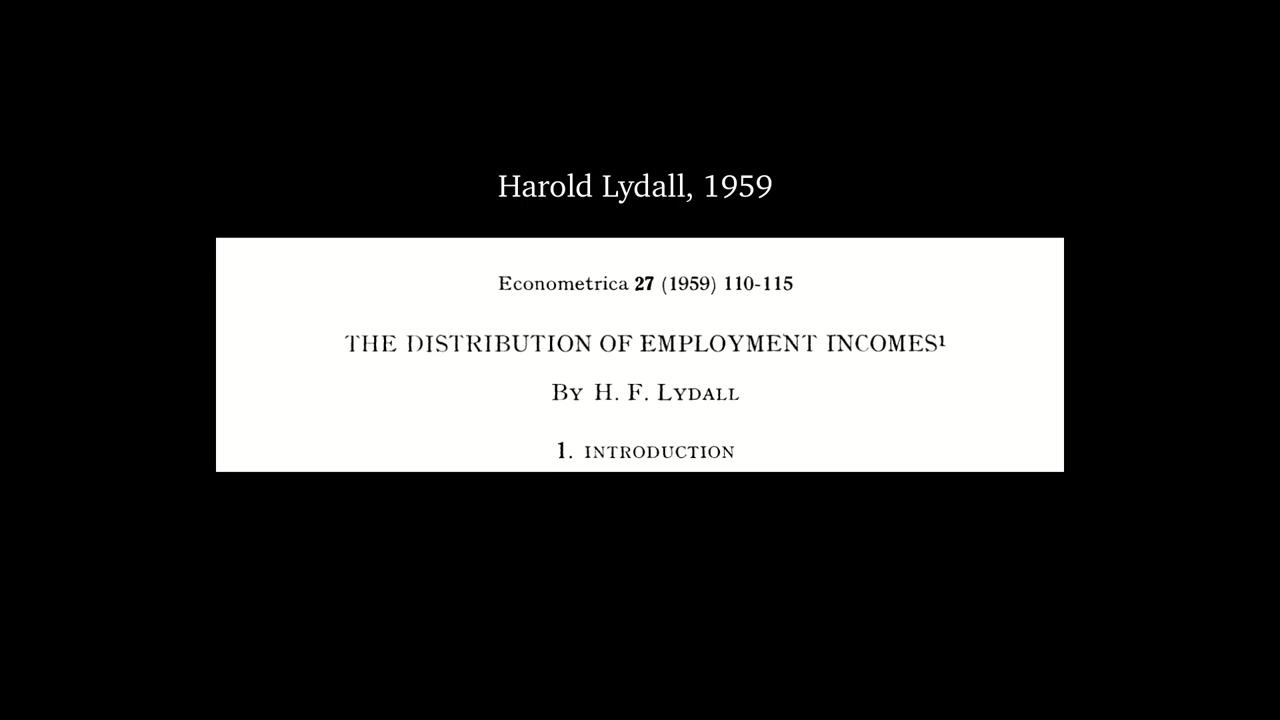 Harold Lydall, 1959
Econometrica 27 (1959) 110-115
THE DISTRIBUTION OF EMPLOYMENT INCOMES¹
By H. F. Lydall
1. INTRODUCTION